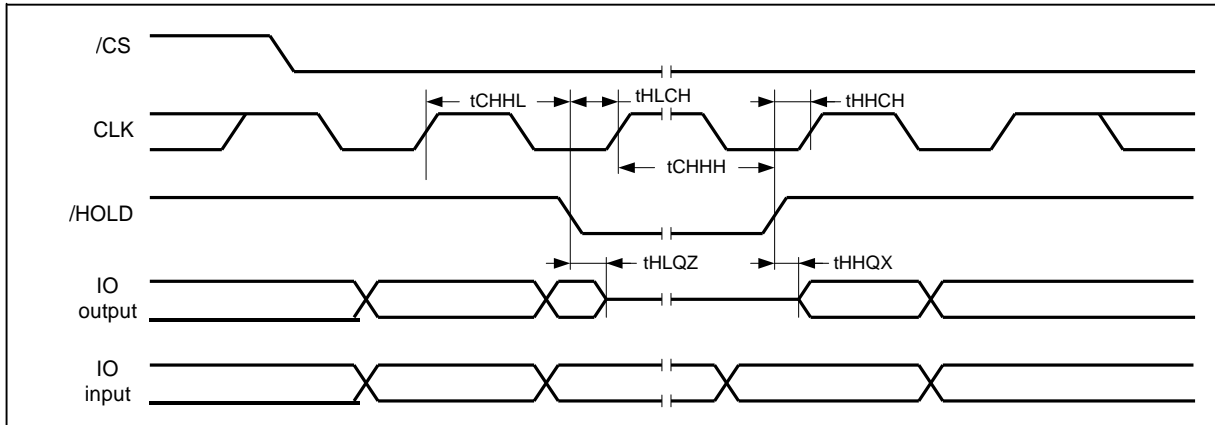 /CS
tCHHL
tHLCH
tHHCH
CLK
tCHHH
/HOLD
tHLQZ
tHHQX
IO
output
IO
input